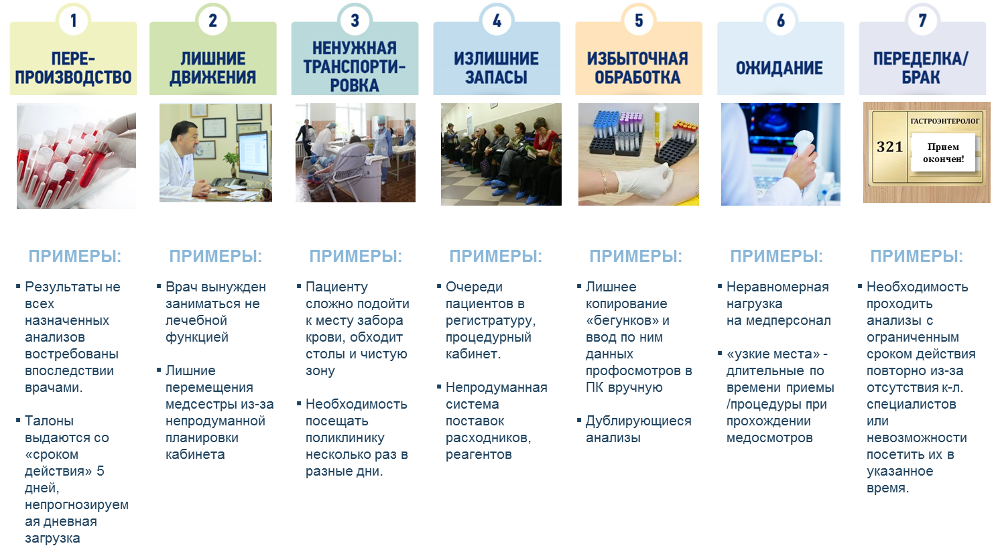 1
ПЕРЕ-
ПРОИЗВОДСТВО
2
ЛИШНИЕ
ДВИЖЕНИЯ
3
НЕНУЖНАЯ
ТРАНСПОРТИ-
РОВКА
4
ИЗЛИШНИЕ
ЗАПАСЫ
5
ИЗБЫТОЧНАЯ
ОБРАБОТКА
6
ОЖИДАНИЕ
7
ПЕРЕДЕЛКА/
БРАК
ГАСТРОЭНТЕРОЛОГ
321
Прием
окончен!
ПРИМЕРЫ:
▪ Результаты не
всех
назначенных
анализов
востребованы
впоследствии
врачами.
▪ Талоны
выдаются со
«сроком
действия» 5
дней,
непрогнозируем
ая дневная
загрузка
ПРИМЕРЫ:
▪ Врач вынужден
заниматься не
лечебной
функцией
▪ Лишние
перемещения
медсестры из-за
непродуманной
планировки
кабинета
ПРИМЕРЫ:
▪ Пациенту
сложно подойти
к месту забора
крови, обходит
столы и чистую
зону
▪ Необходимость
посещать
поликлинику
несколько раз в
разные дни.
ПРИМЕРЫ:
▪ Очереди
пациентов в
регистратуру,
процедурный
кабинет.
▪ Непродуманная
система
поставок
расходников,
реагентов
ПРИМЕРЫ:
▪ Лишнее
копирование
«бегунков» и
ввод по ним
данных
профосмотров в
ПК вручную
▪ Дублирующиеся
анализы
ПРИМЕРЫ:
▪ Неравномерная
нагрузка
на медперсонал
▪ «узкие места» -
длительные по
времени приемы
/процедуры при
прохождении
медосмотров
ПРИМЕРЫ:
▪ Необходимость
проходить
анализы с
ограниченным
сроком действия
повторно из-за
отсутствия к-л.
специалистов
или
невозможности
посетить их в
указанное
время.